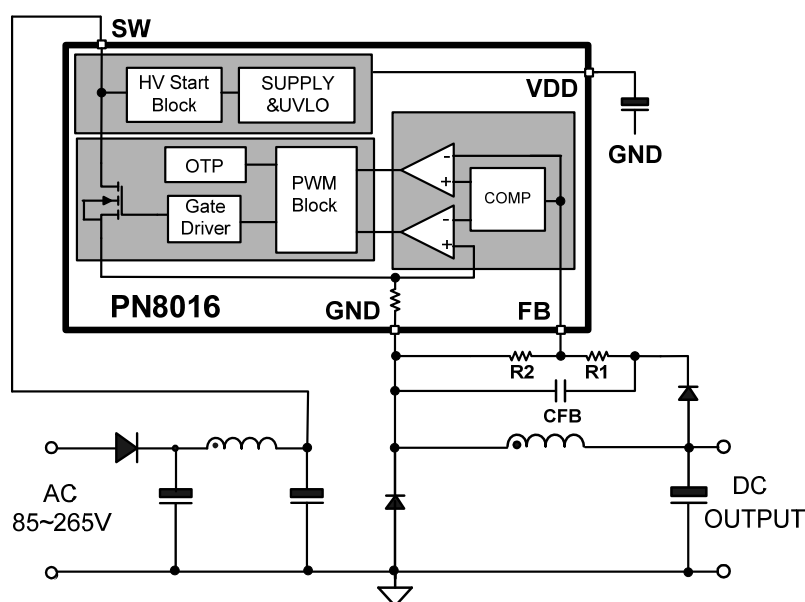 SW
HV Start
Block
SUPPLY
&UVLO
VDD
GND
OTP
PWM
Block
Gate
Driver
-
+
COMP
-
+
PN8016
GND
FB
R2
R1
CFB
AC
85~265V
DC
OUTPUT